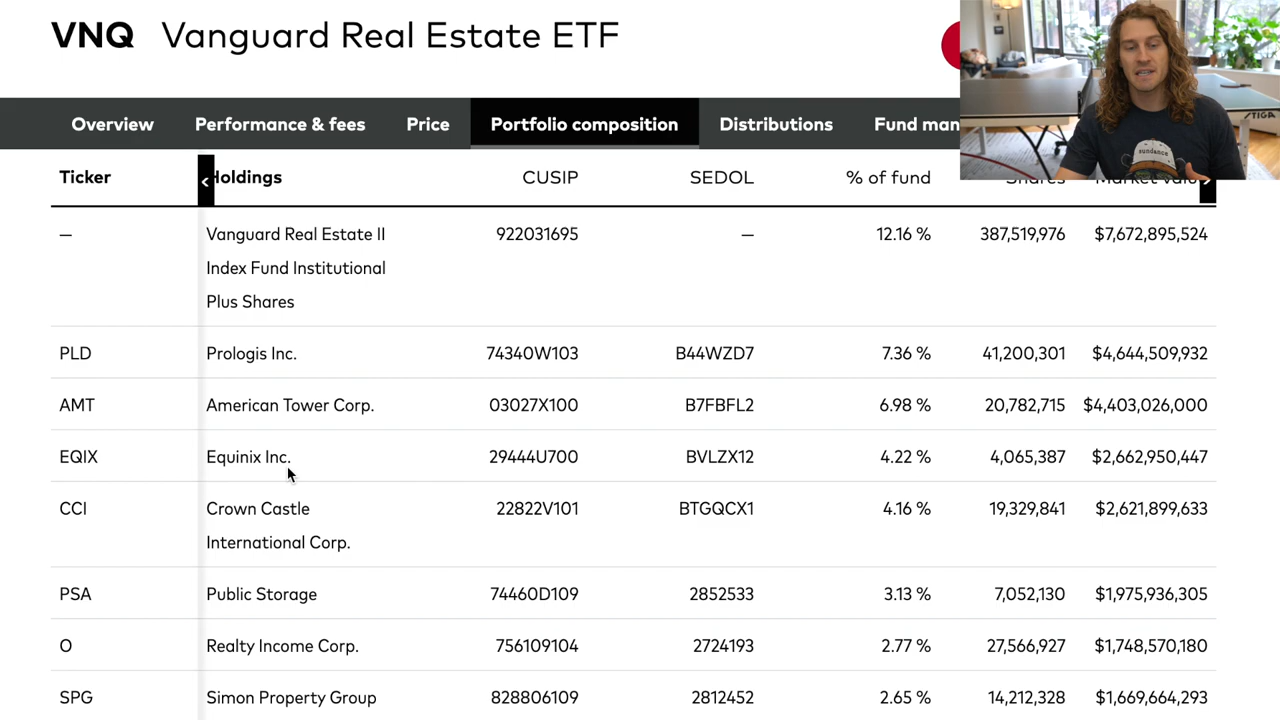 VNQ Vanguard Real Estate ETF
Overview Performance & fees Price Portfolio composition Distributions Fund man
Ticker Holdings CUSIP SEDOL % of fund Shares Market value
— Vanguard Real Estate II 922031695 — 12.16 % 387,519,976 $7,672,895,524
Index Fund Institutional
Plus Shares
PLD Prologis Inc. 74340W103 B44WZD7 7.36 % 41,200,301 $4,644,509,932
AMT American Tower Corp. 03027X100 B7FBFL2 6.98 % 20,782,715 $4,403,026,000
EQIX Equinix Inc. 29444U700 BVLZX12 4.22 % 4,065,387 $2,662,950,447
CCI Crown Castle 22822V101 BTGQCX1 4.16 % 19,329,841 $2,621,899,633
International Corp.
PSA Public Storage 74460D109 2852533 3.13 % 7,052,130 $1,975,936,305
O Realty Income Corp. 756109104 2724193 2.77 % 27,566,927 $1,748,570,180
SPG Simon Property Group 828806109 2812452 2.65 % 14,212,328 $1,669,664,293
STIGA
sundance